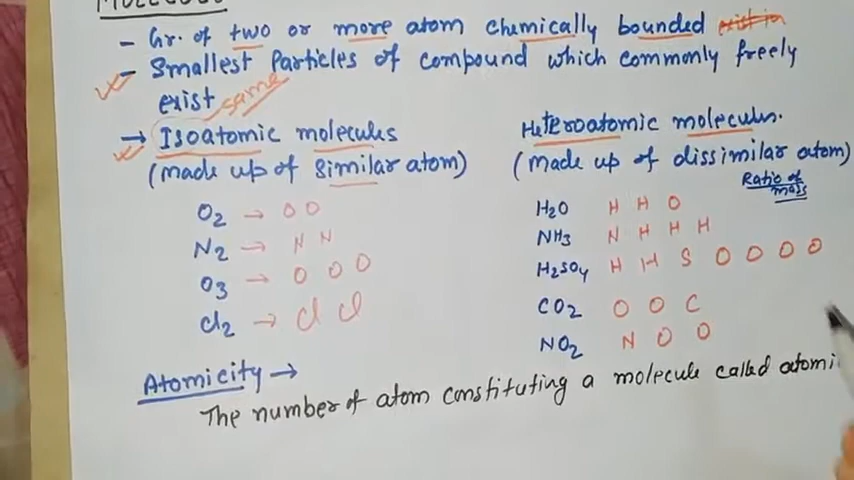 MOLECULE
- Gr. of two or more atom chemically bounded
- Smallest Particles of compound which commonly freely
exist same
→ Isoatomic molecules
(made up of similar atom)
O2 → O O
N2 → N N
O3 → O O O
Cl2 → Cl Cl
Heteroatomic molecules.
(made up of dissimilar atom)
Ratio of
mass
H2O H H O
NH3 N H H H
H2SO4 H H S O O O O
CO2 O O C
NO2 N O O
Atomicity →
The number of atom constituting a molecule called atomi